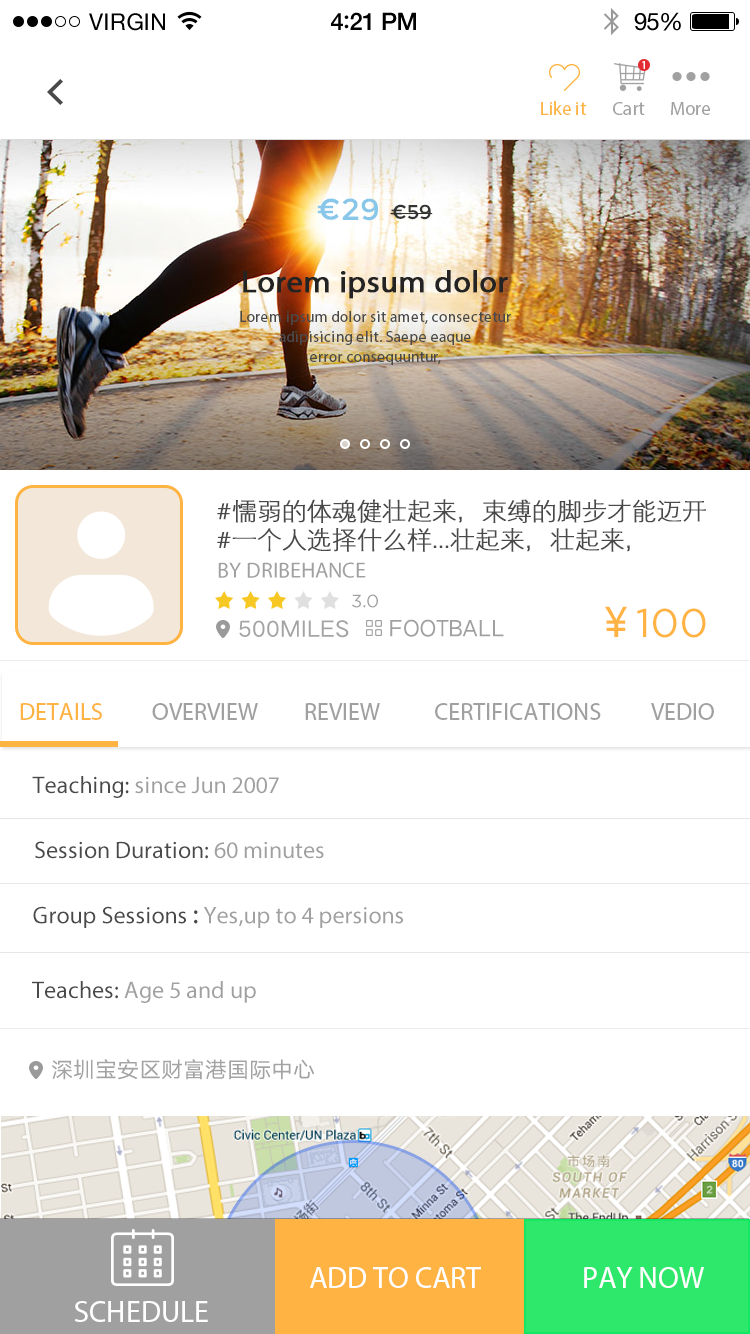 VIRGIN 4:21 PM 95%
1
Like it Cart More
€29 €59
Lorem ipsum dolor
Lorem ipsum dolor sit amet, consectetur
adipisicing elit. Saepe eaque
error consequuntur,
#懦弱的体魂健壮起来，束缚的脚步才能迈开
#一个人选择什么样...壮起来，壮起来，
BY DRIBEHANCE
3.0
500MILES FOOTBALL
¥100
DETAILS OVERVIEW REVIEW CERTIFICATIONS VEDIO
Teaching: since Jun 2007
Session Duration: 60 minutes
Group Sessions : Yes,up to 4 persions
Teaches: Age 5 and up
深圳宝安区财富港国际中心
Civic Center/UN Plaza
7th St
8th St
Minna St
市场南
SOUTH OF
MARKET
Harrison S
80
2
The EndUp
St
SCHEDULE
ADD TO CART
PAY NOW